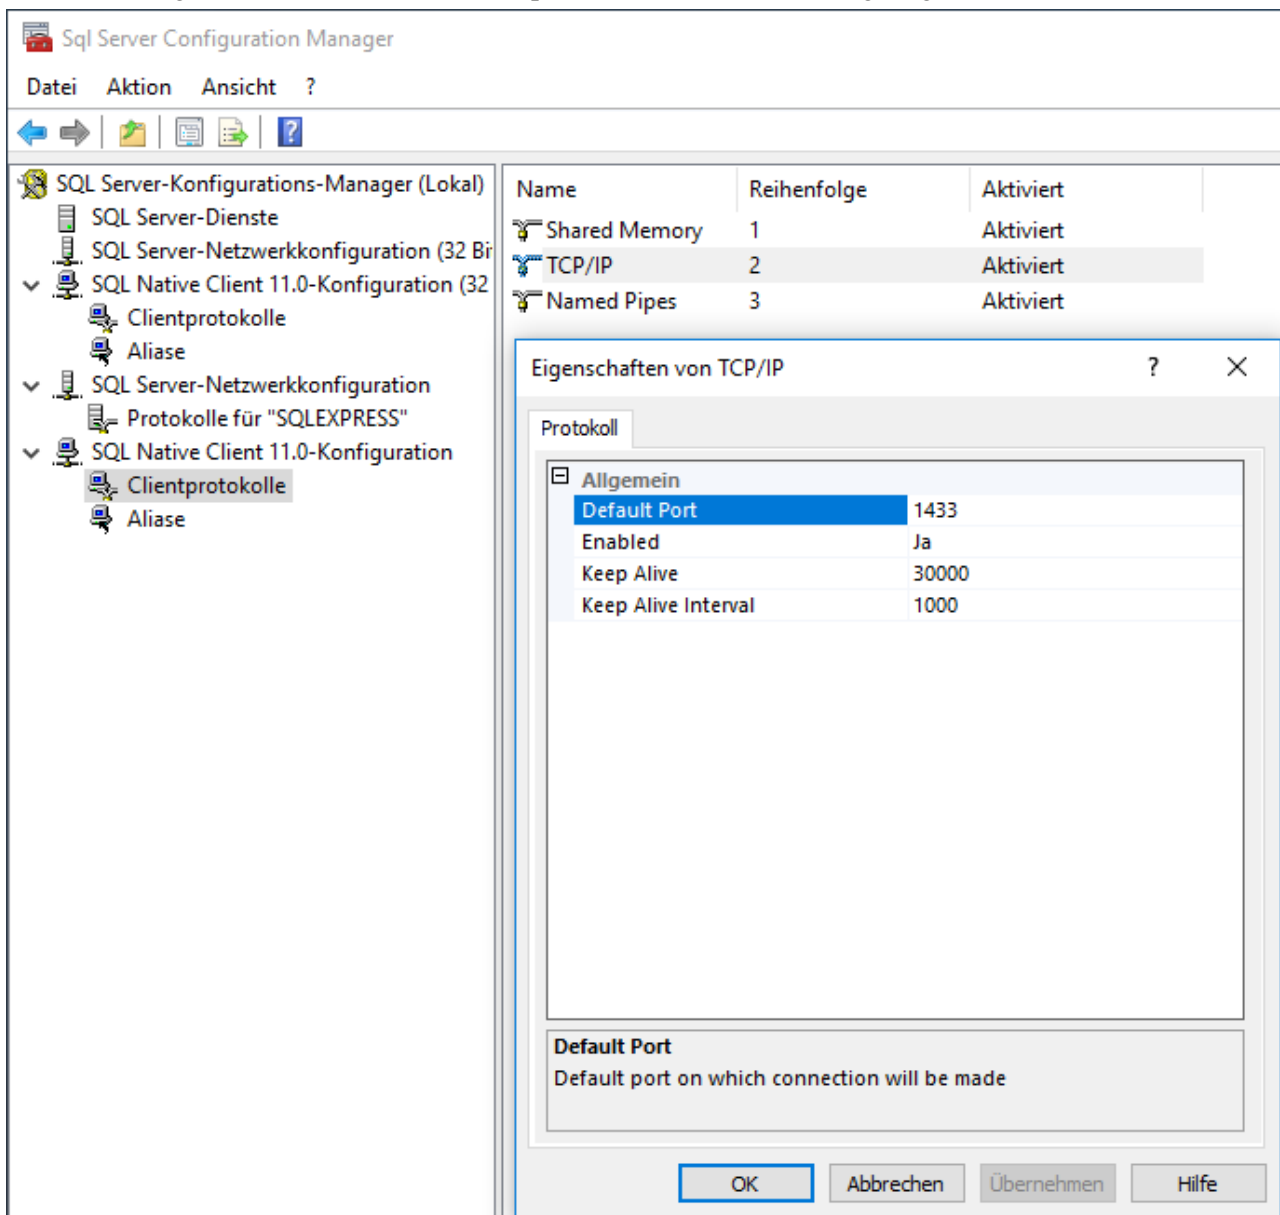 Sql Server Configuration Manager
Datei Aktion Ansicht ?
SQL Server-Konfigurations-Manager (Lokal)
SQL Server-Dienste
SQL Server-Netzwerkkonfiguration (32 Bi
SQL Native Client 11.0-Konfiguration (32
Clientprotokolle
Aliase
SQL Server-Netzwerkkonfiguration
Protokolle für "SQLEXPRESS"
SQL Native Client 11.0-Konfiguration
Clientprotokolle
Aliase
Name Reihenfolge Aktiviert
Shared Memory 1 Aktiviert
TCP/IP 2 Aktiviert
Named Pipes 3 Aktiviert
Eigenschaften von TCP/IP ?
Protokoll
Allgemein
Default Port 1433
Enabled Ja
Keep Alive 30000
Keep Alive Interval 1000
Default Port
Default port on which connection will be made
OK Abbrechen Übernehmen Hilfe